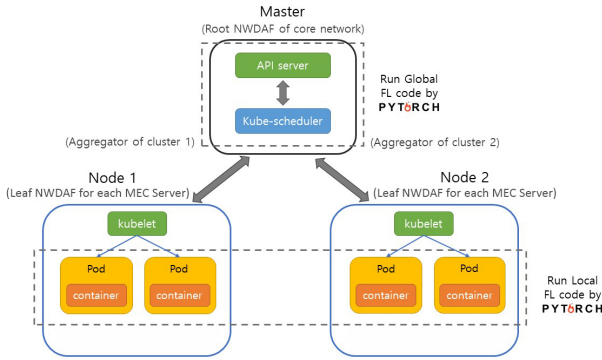 Master
(Root NWDAF of core network)
API server
Kube-scheduler
Run Global
FL code by
PYTORCH
(Aggregator of cluster 1)
(Aggregator of cluster 2)
Node 1
(Leaf NWDAF for each MEC Server)
Node 2
(Leaf NWDAF for each MEC Server)
kubelet
Pod
container
Pod
container
kubelet
Pod
container
Pod
container
Run Local
FL code by
PYTORCH